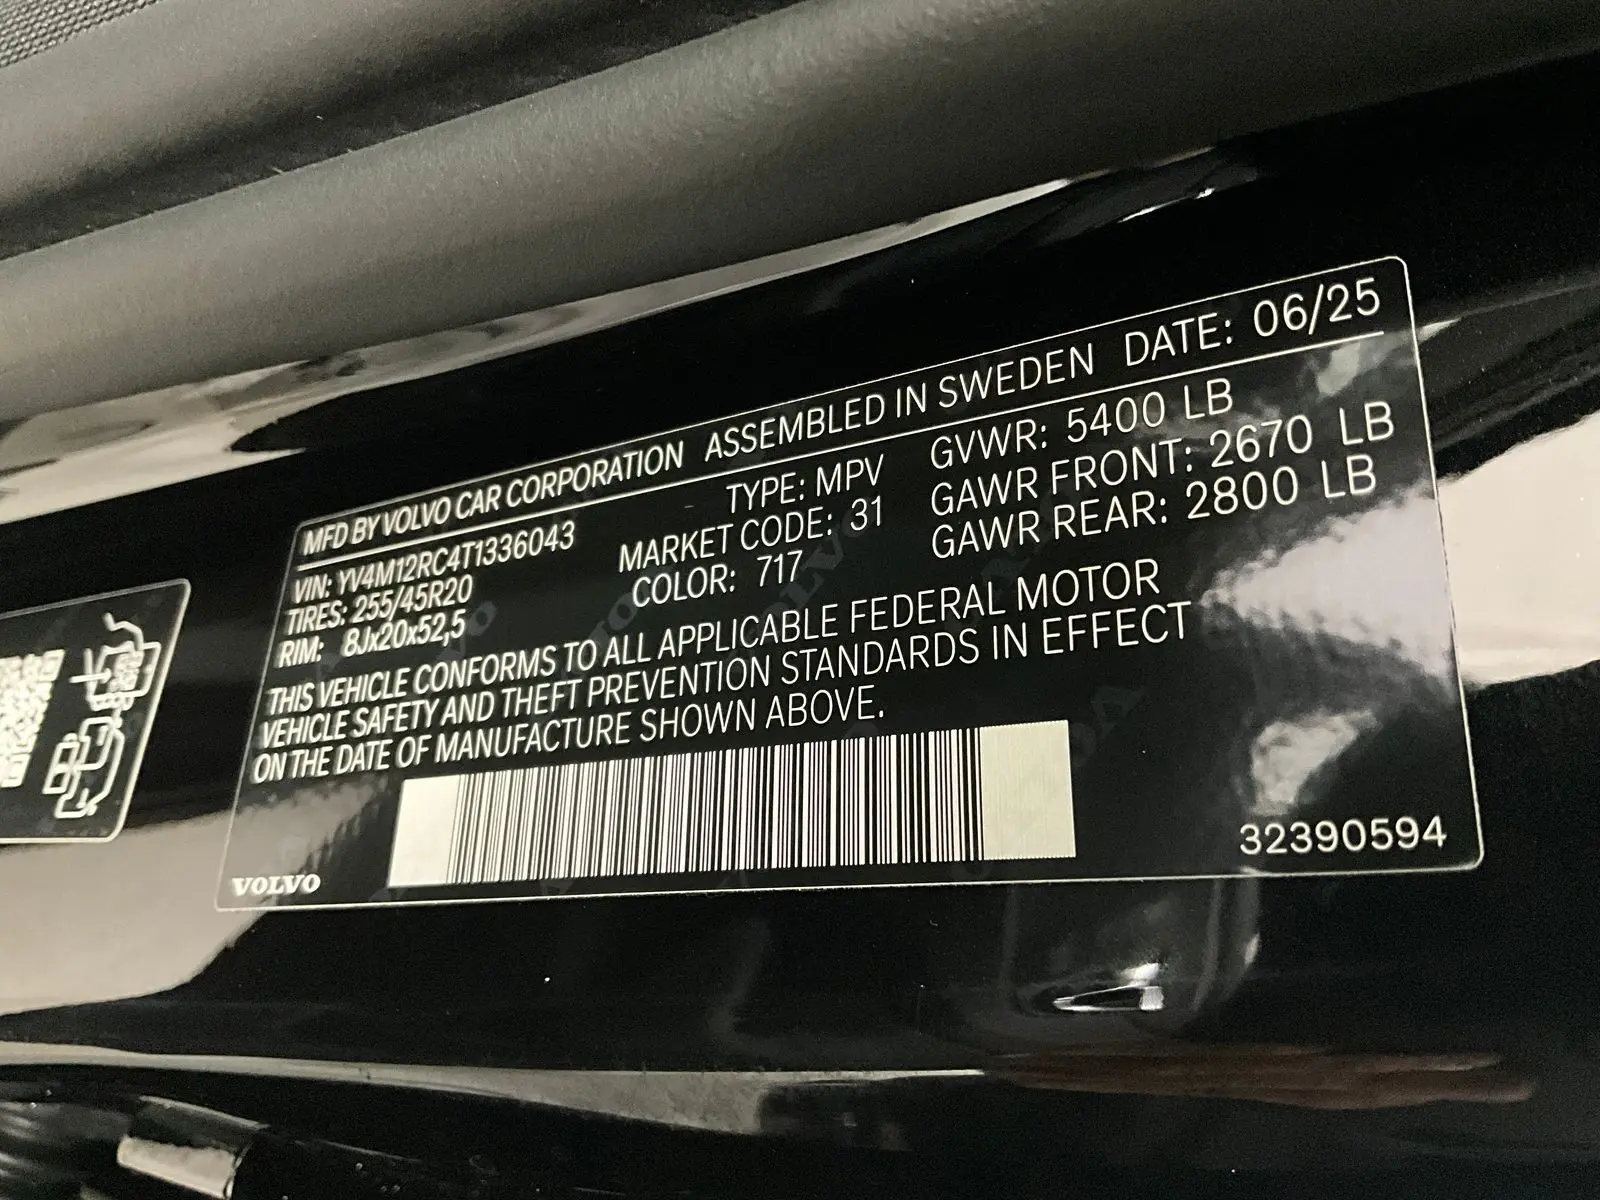 MFD BY VOLVO CAR CORPORATION ASSEMBLED IN SWEDEN DATE: 06/25
VIN: YV4M12RC4T1336043
TIRES: 255/45R20
RIM: 8Jx20x52,5
TYPE: MPV
MARKET CODE: 31
COLOR: 717
GVWR: 5400 LB
GAWR FRONT: 2670 LB
GAWR REAR: 2800 LB
THIS VEHICLE CONFORMS TO ALL APPLICABLE FEDERAL MOTOR
VEHICLE SAFETY AND THEFT PREVENTION STANDARDS IN EFFECT
ON THE DATE OF MANUFACTURE SHOWN ABOVE.
VOLVO
32390594